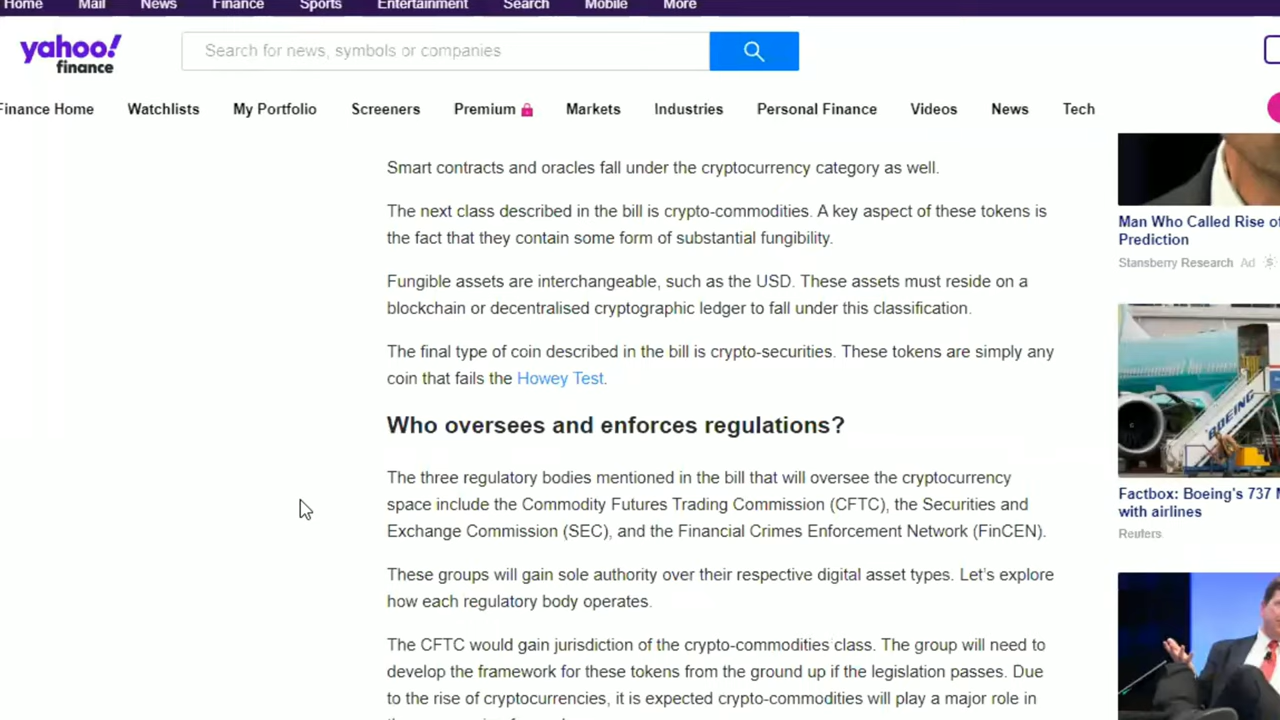 Home Mail News Finance Sports Entertainment Search Mobile More
yahoo!
finance
Search for news, symbols or companies
Finance Home Watchlists My Portfolio Screeners Premium Markets Industries Personal Finance Videos News Tech
Smart contracts and oracles fall under the cryptocurrency category as well.
The next class described in the bill is crypto-commodities. A key aspect of these tokens is
the fact that they contain some form of substantial fungibility.
Fungible assets are interchangeable, such as the USD. These assets must reside on a
blockchain or decentralised cryptographic ledger to fall under this classification.
The final type of coin described in the bill is crypto-securities. These tokens are simply any
coin that fails the Howey Test.
Who oversees and enforces regulations?
The three regulatory bodies mentioned in the bill that will oversee the cryptocurrency
space include the Commodity Futures Trading Commission (CFTC), the Securities and
Exchange Commission (SEC), and the Financial Crimes Enforcement Network (FinCEN).
These groups will gain sole authority over their respective digital asset types. Let's explore
how each regulatory body operates.
The CFTC would gain jurisdiction of the crypto-commodities class. The group will need to
develop the framework for these tokens from the ground up if the legislation passes. Due
to the rise of cryptocurrencies, it is expected crypto-commodities will play a major role in
Man Who Called Rise of
Prediction
Stansberry Research Ad
BOEING
Factbox: Boeing's 737
with airlines
Reuters